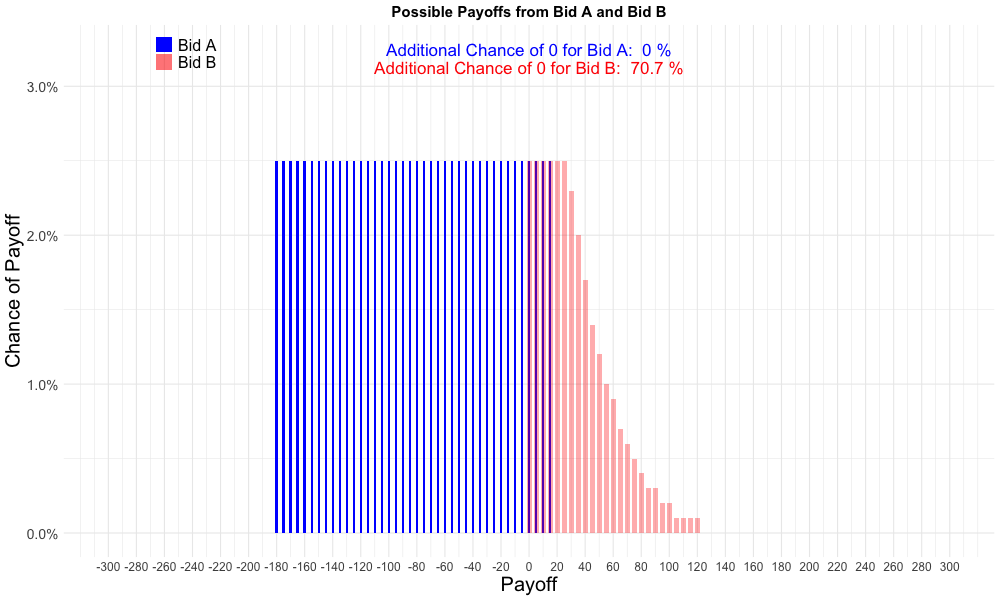 Possible Payoffs from Bid A and Bid B
Bid A
Bid B
Additional Chance of 0 for Bid A:  0 %
Additional Chance of 0 for Bid B:  70.7 %
Chance of Payoff
3.0%
2.0%
1.0%
0.0%
-300 -280 -260 -240 -220 -200 -180 -160 -140 -120 -100 -80 -60 -40 -20 0 20 40 60 80 100 120 140 160 180 200 220 240 260 280 300
Payoff